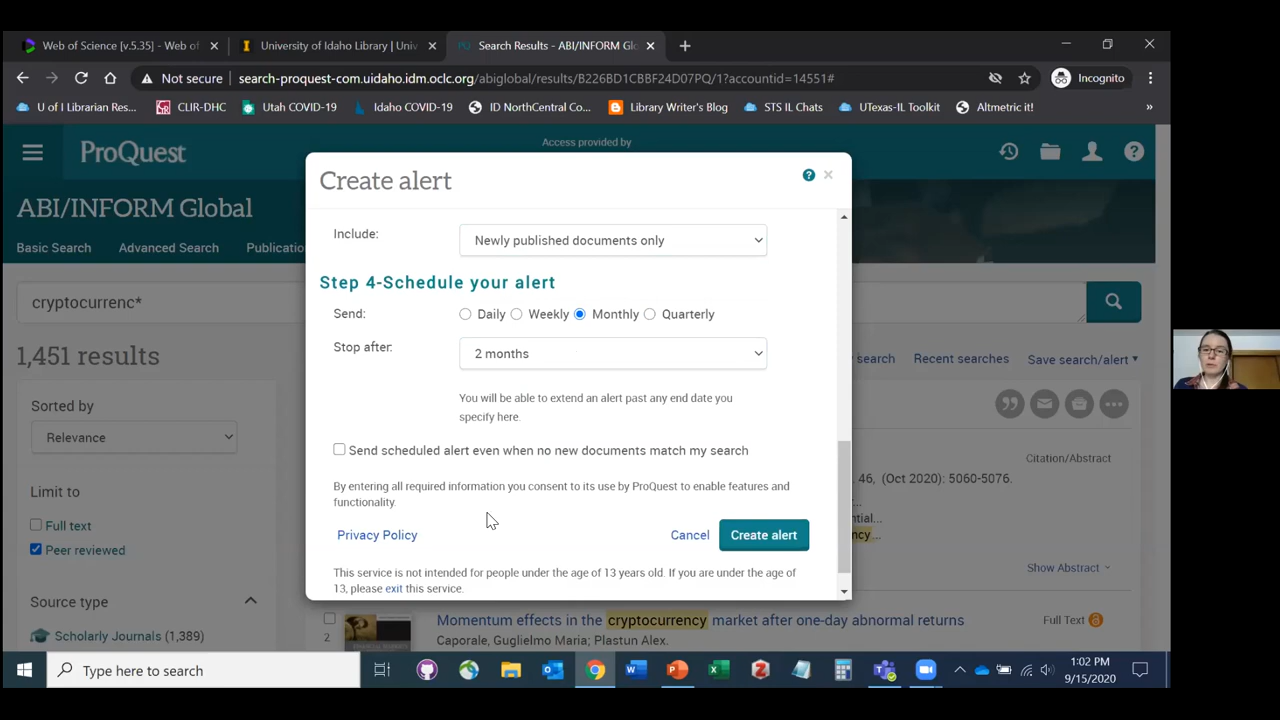 Web of Science [v.5.35] - Web of
University of Idaho Library | Univ
PQ
Search Results - ABI/INFORM Glo
Not secure
search-proquest-com.uidaho.idm.oclc.org/abiglobal/results/B226BD1CBBF24D07PQ/1?accountid=14551#
Incognito
U of I Librarian Res...
CLIR-DHC
Utah COVID-19
Idaho COVID-19
ID NorthCentral Co...
Library Writer's Blog
STS IL Chats
UTexas-IL Toolkit
Altmetric it!
»
Access provided by
ProQuest
ABI/INFORM Global
Basic Search
Advanced Search
Publicatio
cryptocurrenc*
1,451 results
search
Recent searches
Save search/alert
Sorted by
Relevance
Limit to
Full text
Peer reviewed
Source type
Scholarly Journals (1,389)
Create alert
Include:
Newly published documents only
Step 4-Schedule your alert
Send:
Daily
Weekly
Monthly
Quarterly
Stop after:
2 months
You will be able to extend an alert past any end date you
specify here.
Send scheduled alert even when no new documents match my search
By entering all required information you consent to its use by ProQuest to enable features and
functionality.
Privacy Policy
Cancel
Create alert
This service is not intended for people under the age of 13 years old. If you are under the age of
13, please exit this service.
Citation/Abstract
46, (Oct 2020): 5060-5076.
ntial...
ncy...
Show Abstract
2
Momentum effects in the cryptocurrency market after one-day abnormal returns
Caporale, Guglielmo Maria; Plastun Alex.
Full Text
Type here to search
1:02 PM
9/15/2020